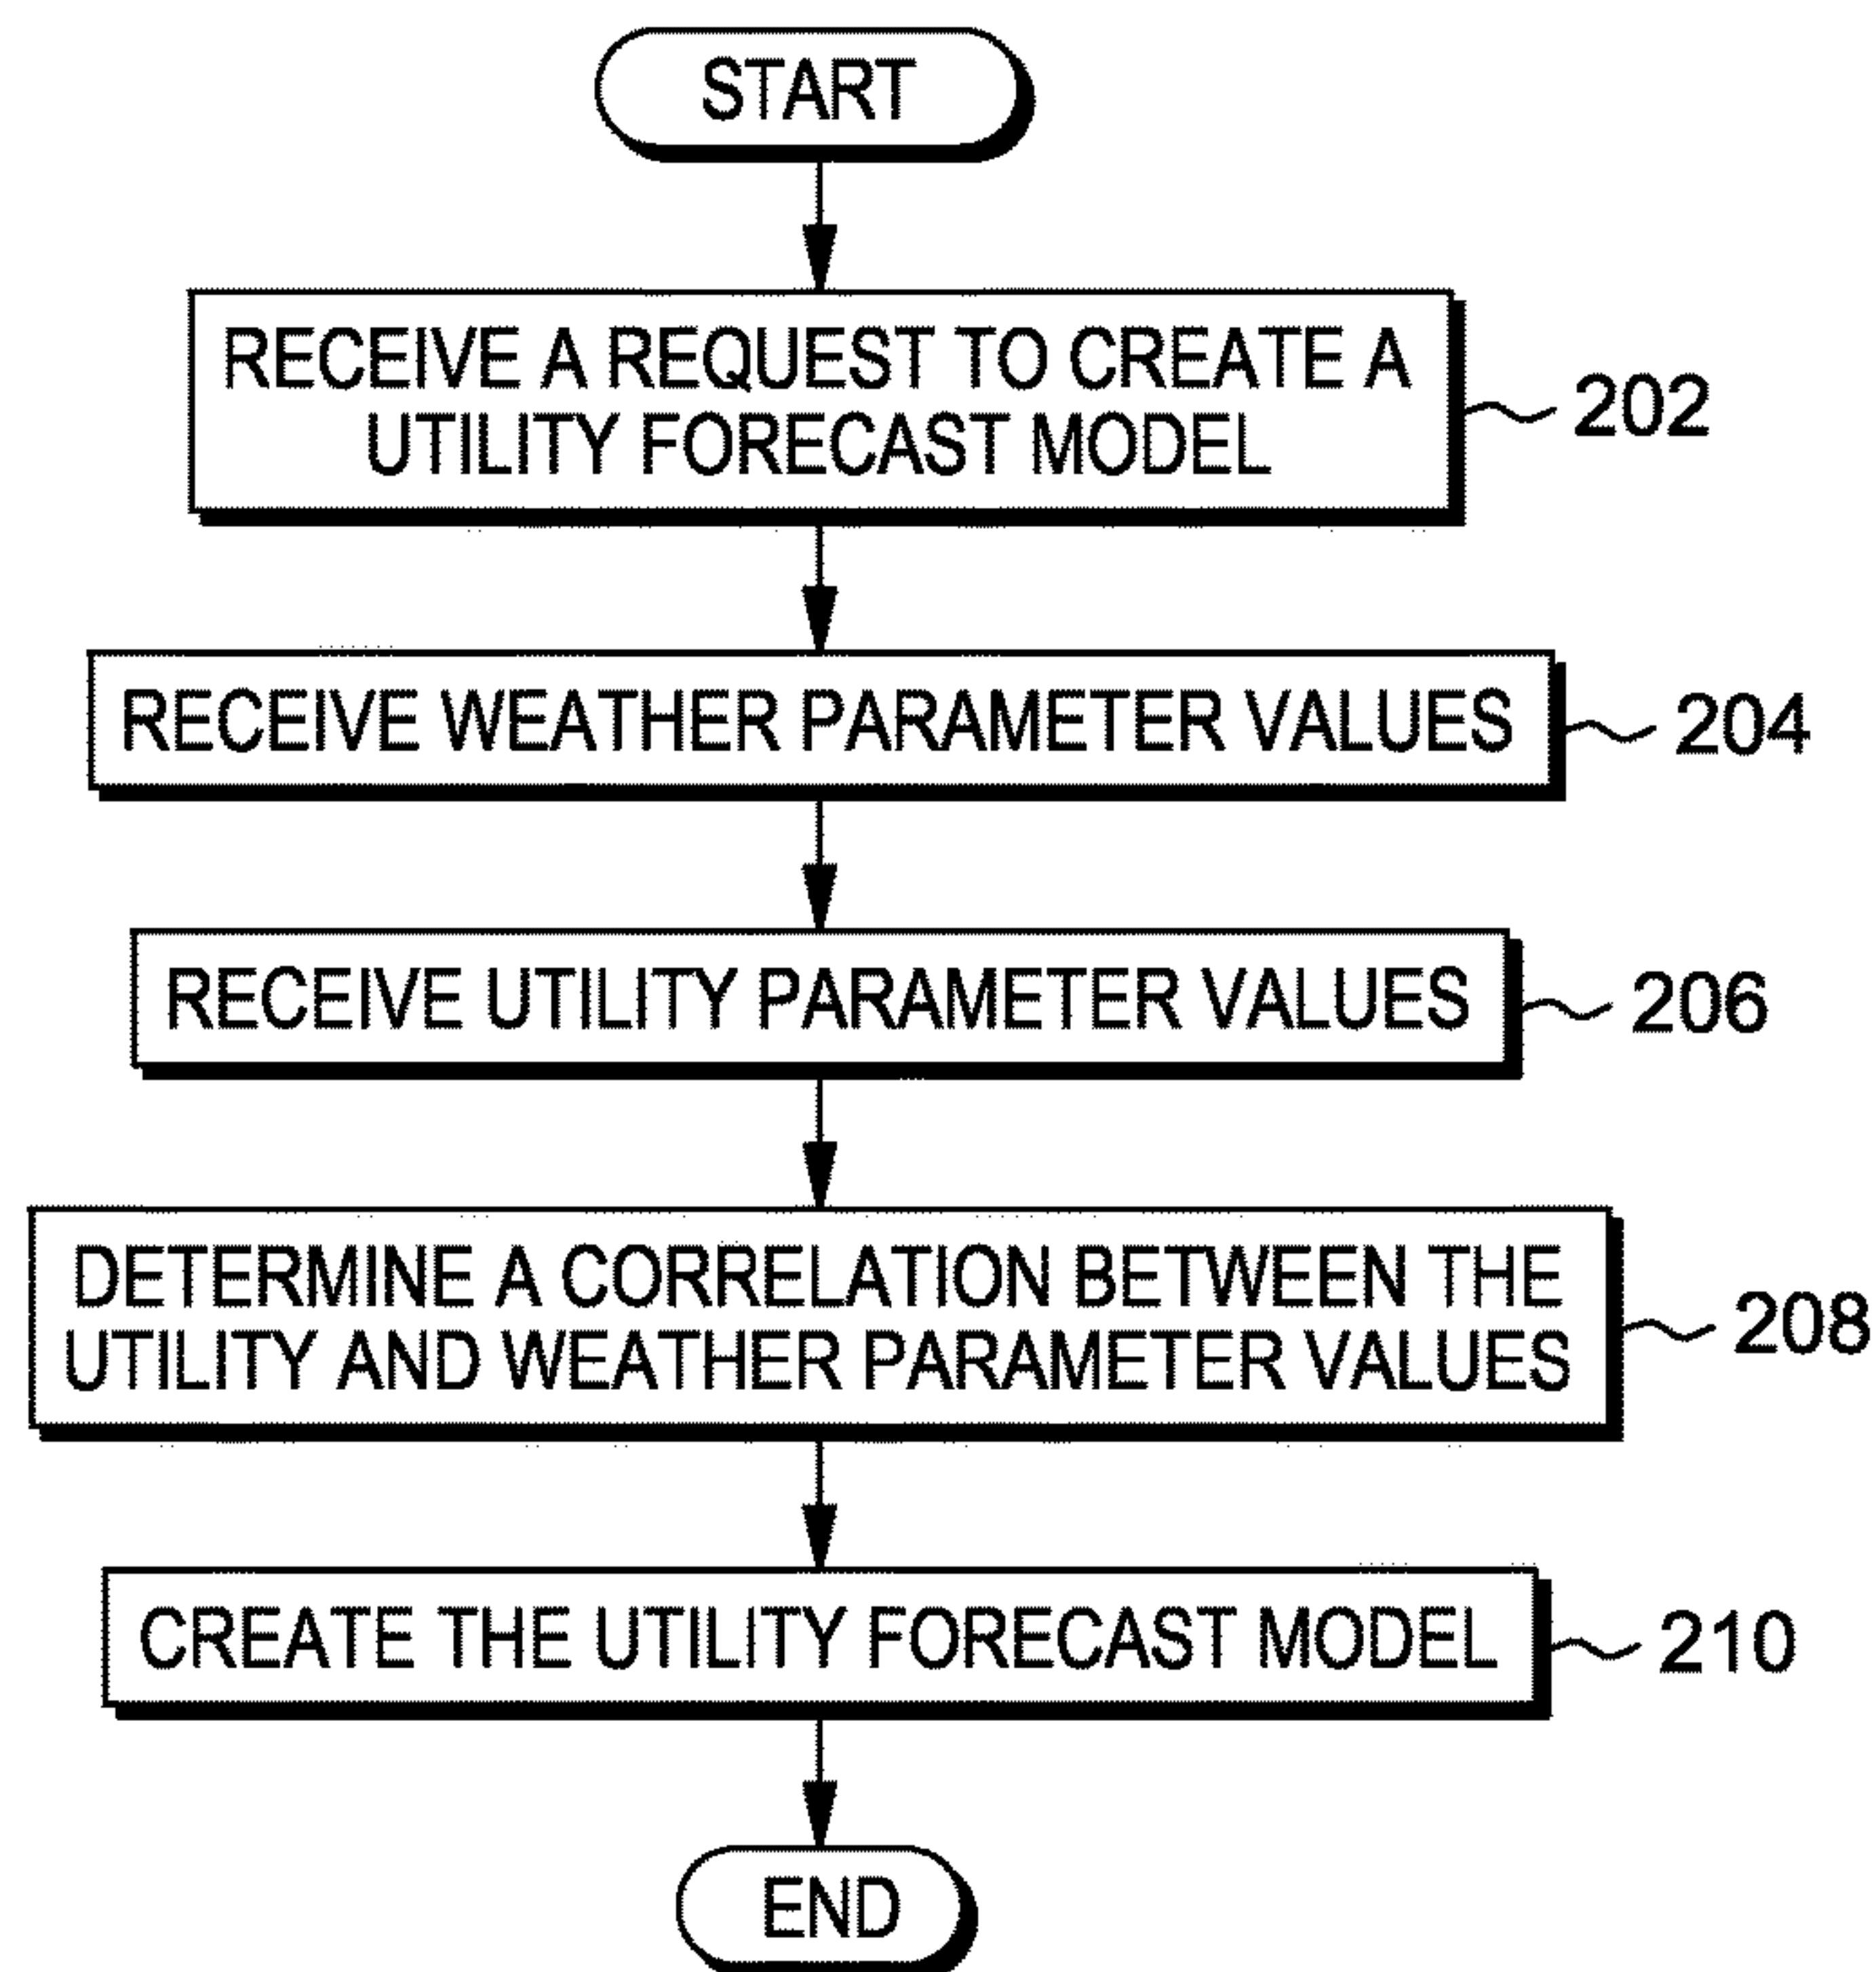 START
RECEIVE A REQUEST TO CREATE A
UTILITY FORECAST MODEL
202
RECEIVE WEATHER PARAMETER VALUES
204
RECEIVE UTILITY PARAMETER VALUES
206
DETERMINE A CORRELATION BETWEEN THE
UTILITY AND WEATHER PARAMETER VALUES
208
CREATE THE UTILITY FORECAST MODEL
210
END